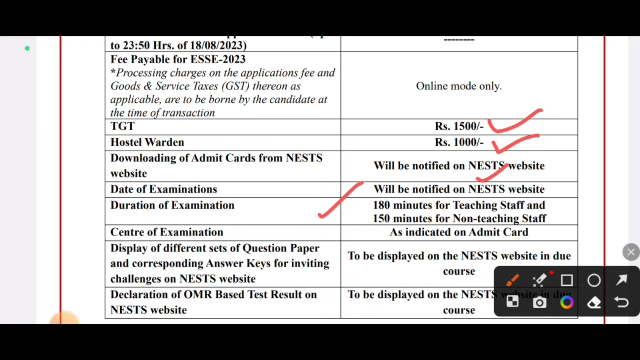 to 23:50 Hrs. of 18/08/2023)
--------
Fee Payable for ESSE-2023
*Processing charges on the applications fee and
Goods & Service Taxes (GST) thereon as
applicable, are to be borne by the candidate at
the time of transaction
Online mode only.
TGT
Rs. 1500/-
Hostel Warden
Rs. 1000/-
Downloading of Admit Cards from NESTS
website
Will be notified on NESTS website
Date of Examinations
Will be notified on NESTS website
Duration of Examination
180 minutes for Teaching Staff and
150 minutes for Non-teaching Staff
Centre of Examination
As indicated on Admit Card
Display of different sets of Question Paper
and corresponding Answer Keys for inviting
challenges on NESTS website
To be displayed on the NESTS website in due
course
Declaration of OMR Based Test Result on
NESTS website
To be displayed on the NESTS website in due
course